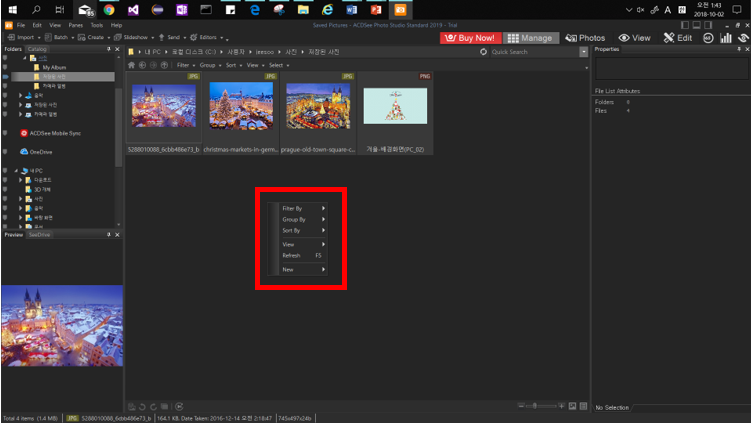 오전 1:43
2018-10-02
Saved Pictures - ACDSee Photo Studio Standard 2019 - Trial
File Edit View Panes Tools Help
Import Batch Create Slideshow Send Editors
Buy Now! Manage Photos View Edit
Folders Catalog
내 PC 로컬 디스크 (C:) 사용자 leecoo 사진 저장된 사진
Quick Search
Properties
Filter Group Sort View Select
사진
My Album
저장된 사진
카메라 앨범
음악
저장된 사진
카메라 앨범
ACDSee Mobile Sync
OneDrive
내 PC
다운로드
3D 개체
사진
음악
바탕 화면
문서
JPG JPG JPG PNG
5288010088_6cbb486e73_b
christmas-markets-in-germ...
prague-old-town-square-c...
겨울-배경화면(PC_02)
File List Attributes
Folders 0
Files 4
Filter By
Group By
Sort By
View
Refresh F5
New
Preview SeeDrive
No Selection
Total 4 items (1.4 MB) JPG 5288010088_6cbb486e73_b 164.1 KB, Date Taken: 2016-12-14 오전 2:18:47 745x497x24b